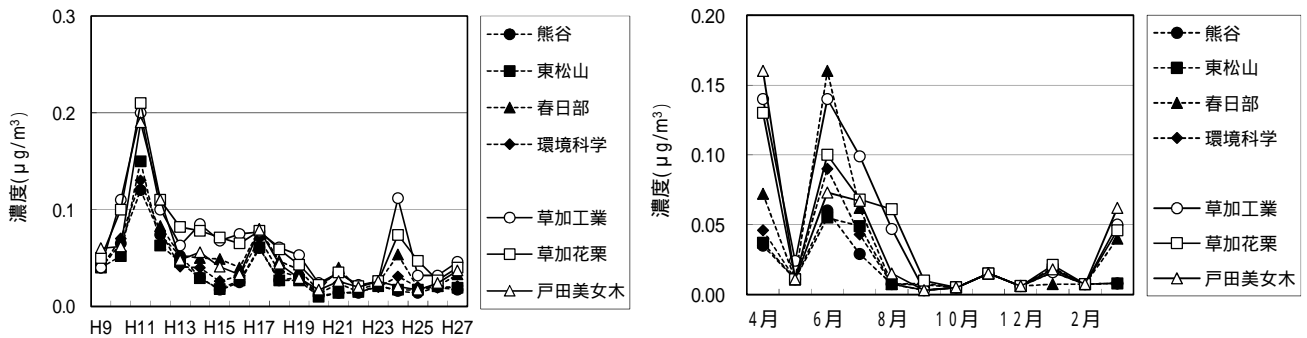 0.3
0.2
0.1
0.0
濃度(μg/m³)
H9 H11 H13 H15 H17 H19 H21 H23 H25 H27
熊谷
東松山
春日部
環境科学
草加工業
草加花栗
戸田美女木
0.20
0.15
0.10
0.05
0.00
濃度(μg/m³)
4月 6月 8月 10月 12月 2月
熊谷
東松山
春日部
環境科学
草加工業
草加花栗
戸田美女木